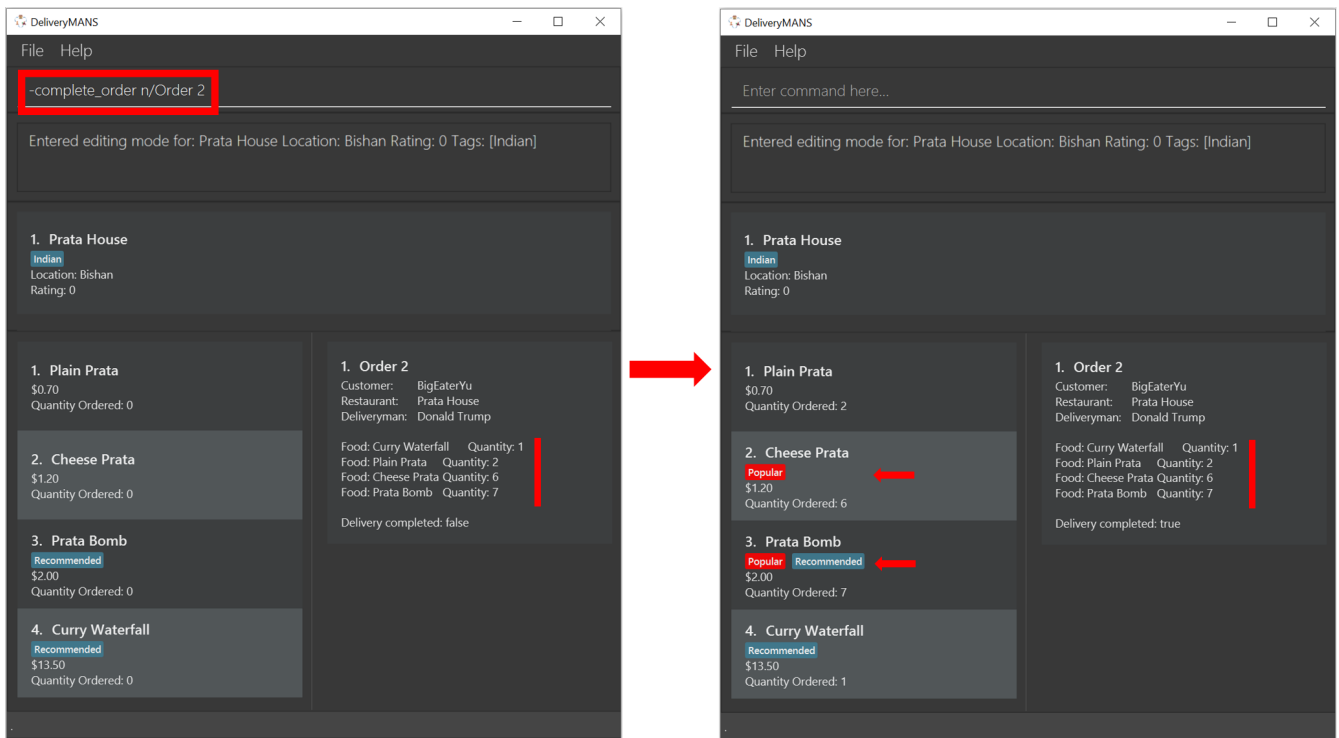 DeliveryMANS
File Help
-complete_order n/Order 2
Entered editing mode for: Prata House Location: Bishan Rating: 0 Tags: [Indian]
1. Prata House
Indian
Location: Bishan
Rating: 0
1. Plain Prata
$0.70
Quantity Ordered: 0
2. Cheese Prata
$1.20
Quantity Ordered: 0
3. Prata Bomb
Recommended
$2.00
Quantity Ordered: 0
4. Curry Waterfall
Recommended
$13.50
Quantity Ordered: 0
1. Order 2
Customer: BigEaterYu
Restaurant: Prata House
Deliveryman: Donald Trump
Food: Curry Waterfall Quantity: 1
Food: Plain Prata Quantity: 2
Food: Cheese Prata Quantity: 6
Food: Prata Bomb Quantity: 7
Delivery completed: false
.
DeliveryMANS
File Help
Enter command here...
Entered editing mode for: Prata House Location: Bishan Rating: 0 Tags: [Indian]
1. Prata House
Indian
Location: Bishan
Rating: 0
1. Plain Prata
$0.70
Quantity Ordered: 2
2. Cheese Prata
Popular
$1.20
Quantity Ordered: 6
3. Prata Bomb
Popular Recommended
$2.00
Quantity Ordered: 7
4. Curry Waterfall
Recommended
$13.50
Quantity Ordered: 1
1. Order 2
Customer: BigEaterYu
Restaurant: Prata House
Deliveryman: Donald Trump
Food: Curry Waterfall Quantity: 1
Food: Plain Prata Quantity: 2
Food: Cheese Prata Quantity: 6
Food: Prata Bomb Quantity: 7
Delivery completed: true
.